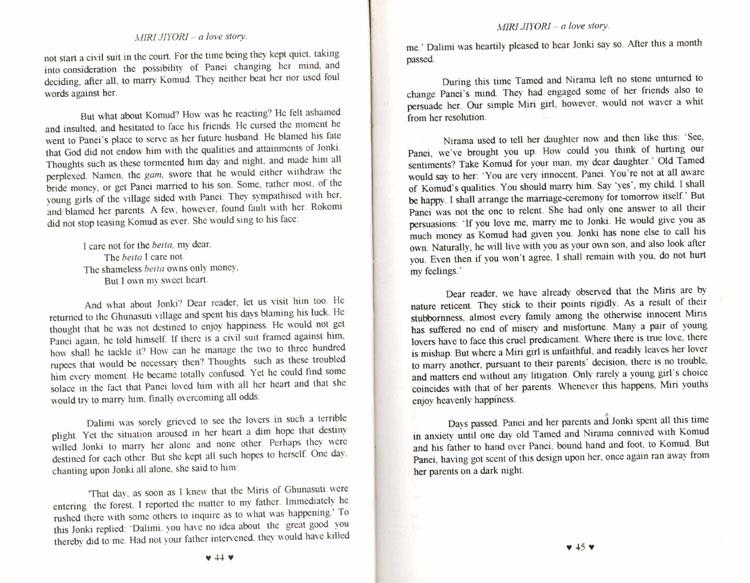 MIRI JIYORI – a love story.
not start a civil suit in the court. For the time being they kept quiet, taking
into consideration the possibility of Panei changing her mind, and
deciding, after all, to marry Komud. They neither beat her nor used foul
words against her.
But what about Komud? How was he reacting? He felt ashamed
and insulted, and hesitated to face his friends. He cursed the moment he
went to Panei's place to serve as her future husband. He blamed his fate
that God did not endow him with the qualities and attainments of Jonki.
Thoughts such as these tormented him day and night, and made him all
perplexed. Namen, the gam, swore that he would either withdraw the
bride money, or get Panei married to his son. Some, rather most, of the
young girls of the village sided with Panei. They sympathised with her,
and blamed her parents. A few, however, found fault with her. Rokomi
did not stop teasing Komud as ever. She would sing to his face:
I care not for the beita, my dear,
The beita I care not.
The shameless beita owns only money,
But I own my sweet heart.
And what about Jonki? Dear reader, let us visit him too. He
returned to the Ghunasuti village and spent his days blaming his luck. He
thought that he was not destined to enjoy happiness. He would not get
Panei again, he told himself. If there is a civil suit framed against him,
how shall he tackle it? How can he manage the two to three hundred
rupees that would be necessary then? Thoughts such as these troubled
him every moment. He became totally confused. Yet he could find some
solace in the fact that Panei loved him with all her heart and that she
would try to marry him, finally overcoming all odds.
Dalimi was sorely grieved to see the lovers in such a terrible
plight. Yet the situation aroused in her heart a dim hope that destiny
willed Jonki to marry her alone and none other. Perhaps they were
destined for each other. But she kept all such hopes to herself. One day,
chanting upon Jonki all alone, she said to him:
'That day, as soon as I knew that the Miris of Ghunasuti were
entering the forest, I reported the matter to my father. Immediately he
rushed there with some others to inquire as to what was happening.' To
this Jonki replied: 'Dalimi, you have no idea about the great good you
thereby did to me. Had not your father intervened, they would have killed
♥ 44 ♥
MIRI JIYORI – a love story.
me.' Dalimi was heartily pleased to hear Jonki say so. After this a month
passed.
During this time Tamed and Nirama left no stone unturned to
change Panei's mind. They had engaged some of her friends also to
persuade her. Our simple Miri girl, however, would not waver a whit
from her resolution.
Nirama used to tell her daughter now and then like this: 'See,
Panei, we've brought you up. How could you think of hurting our
sentiments? Take Komud for your man, my dear daughter.' Old Tamed
would say to her: 'You are very innocent, Panei. You're not at all aware
of Komud's qualities. You should marry him. Say 'yes', my child. I shall
be happy. I shall arrange the marriage-ceremony for tomorrow itself.' But
Panei was not the one to relent. She had only one answer to all their
persuasions: 'If you love me, marry me to Jonki. He would give you as
much money as Komud had given you. Jonki has none else to call his
own. Naturally, he will live with you as your own son, and also look after
you. Even then if you won't agree, I shall remain with you, do not hurt
my feelings.'
Dear reader, we have already observed that the Miris are by
nature reticent. They stick to their points rigidly. As a result of their
stubbornness, almost every family among the otherwise innocent Miris
has suffered no end of misery and misfortune. Many a pair of young
lovers have to face this cruel predicament. Where there is true love, there
is mishap. But where a Miri girl is unfaithful, and readily leaves her lover
to marry another, pursuant to their parents' decision, there is no trouble,
and matters end without any litigation. Only rarely a young girl's choice
coincides with that of her parents. Whenever this happens, Miri youths
enjoy heavenly happiness.
Days passed. Panei and her parents and Jonki spent all this time
in anxiety until one day old Tamed and Nirama connived with Komud
and his father to hand over Panei, bound hand and foot, to Komud. But
Panei, having got scent of this design upon her, once again ran away from
her parents on a dark night.
♥ 45 ♥